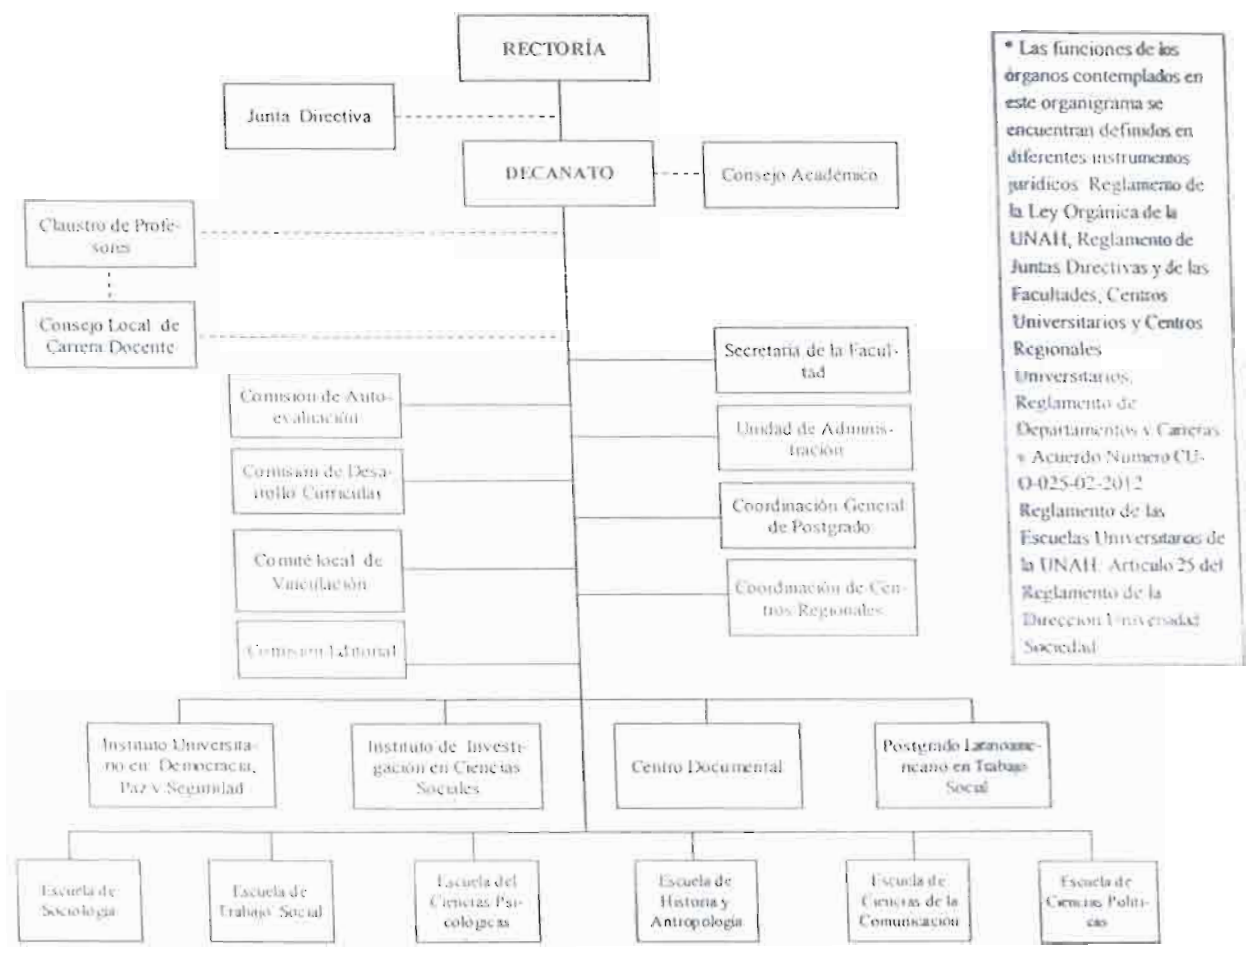 RECTORÍA
Junta Directiva
DECANATO
Consejo Académico
Claustro de Profe-
sores
Consejo Local de
Carrera Docente
Secretaria de la Facul-
tad
Comisión de Auto-
evaluación
Unidad de Adminis-
tración
Comisión de Desa-
rrollo Curricular
Coordinación General
de Postgrado
Comité local de
Vinculación
Coordinación de Cen-
tros Regionales
Comisión Editorial
Instituto Universita-
rio en Democracia,
Paz y Seguridad
Instituto de Investi-
gación en Ciencias
Sociales
Centro Documental
Postgrado Latinoame-
ricano en Trabajo
Social
Escuela de
Sociología
Escuela de
Trabajo Social
Escuela del
Ciencias Psi-
cológicas
Escuela de
Historia y
Antropología
Escuela de
Ciencias de la
Comunicación
Escuela de
Ciencias Políti-
cas
* Las funciones de los
órganos contemplados en
este organigrama se
encuentran definidos en
diferentes instrumentos
jurídicos. Reglamento de
la Ley Orgánica de la
UNAH, Reglamento de
Juntas Directivas y de las
Facultades, Centros
Universitarios y Centros
Regionales
Universitarios,
Reglamento de
Departamentos y Carreras
y Acuerdo Numero CU-
O-025-02-2012
Reglamento de las
Escuelas Universitarias de
la UNAH. Articulo 25 del
Reglamento de la
Dirección Universidad
Sociedad